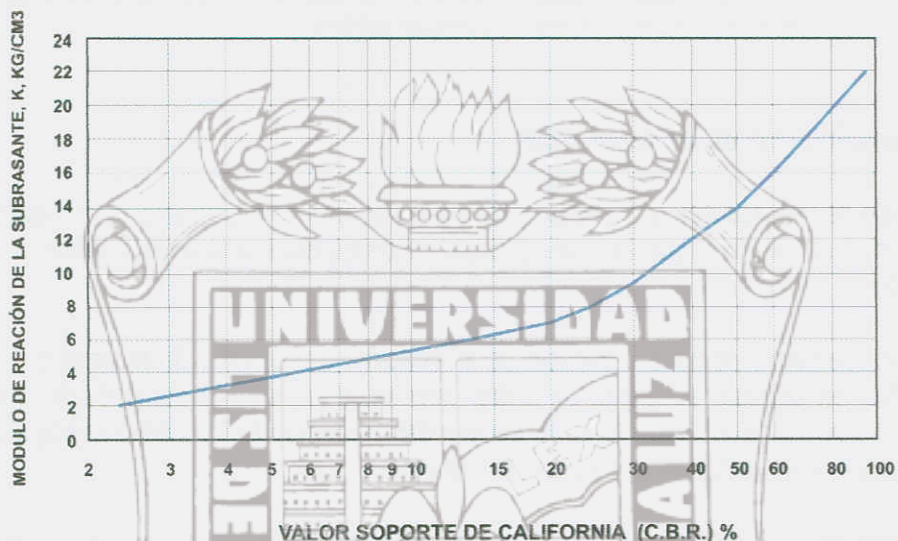 MODULO DE REACIÓN DE LA SUBRASANTE, K, KG/CM3
24
22
20
18
16
14
12
10
8
6
4
2
0
2 3 4 5 6 7 8 9 10 15 20 30 40 50 60 80 100
VALOR SOPORTE DE CALIFORNIA (C.B.R.) %
UNIVERSIDAD
LEX